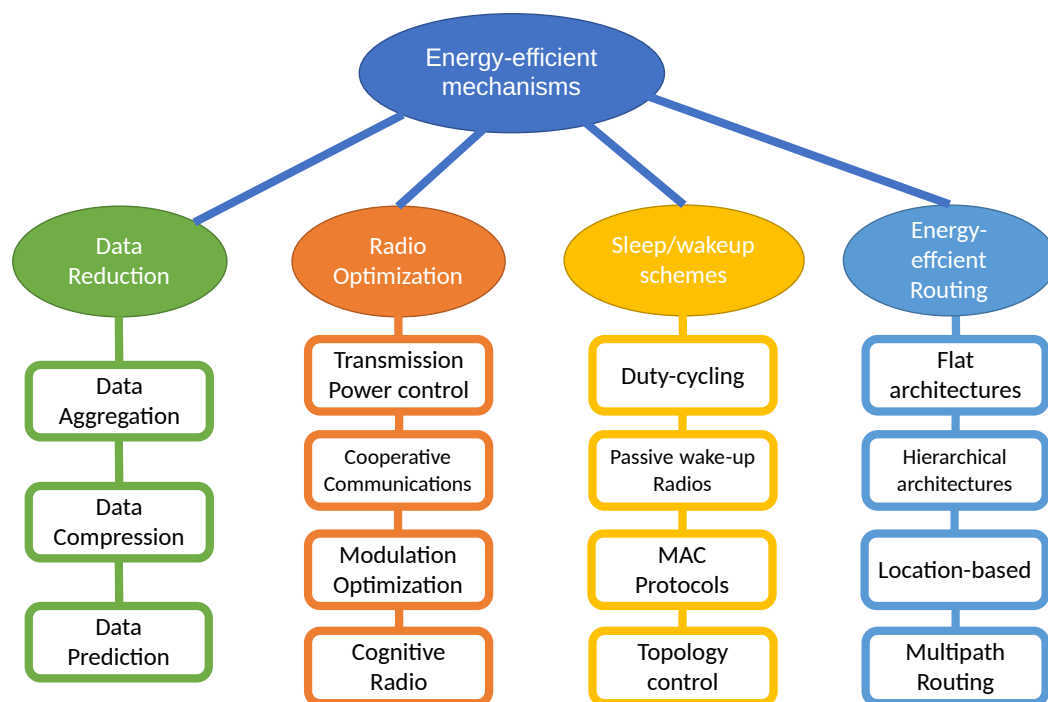 Energy-efficient
mechanisms
Data
Reduction
Radio
Optimization
Sleep/wakeup
schemes
Energy-
effcient
Routing
Data
Aggregation
Data
Compression
Data
Prediction
Transmission
Power control
Cooperative
Communications
Modulation
Optimization
Cognitive
Radio
Duty-cycling
Passive wake-up
Radios
MAC
Protocols
Topology
control
Flat
architectures
Hierarchical
architectures
Location-based
Multipath
Routing